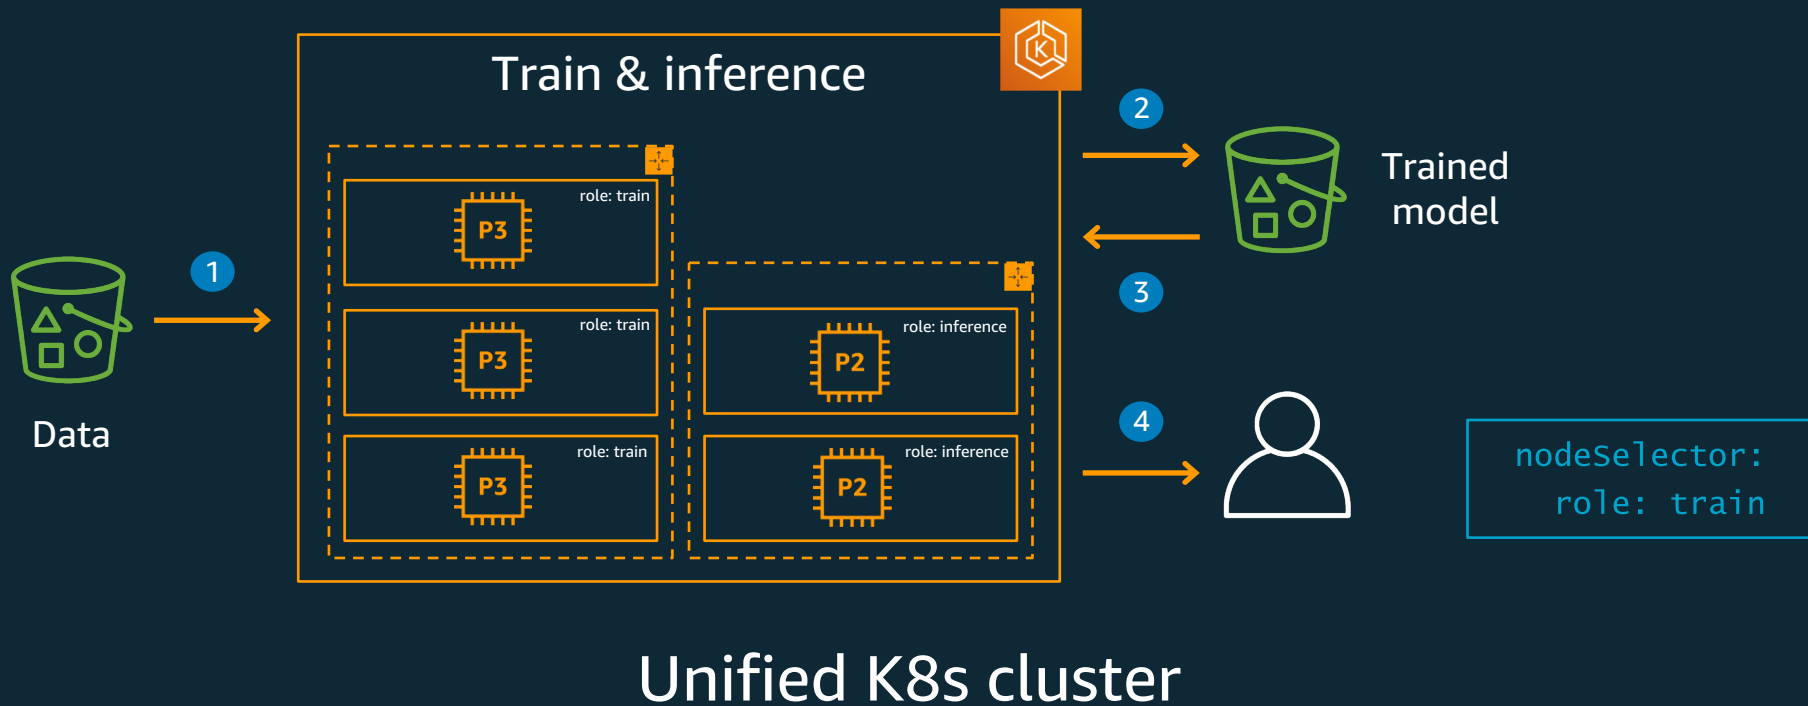 Train & inference
K
2
Trained
model
role: train
P3
1
3
role: train
role: inference
P3
P2
4
Data
role: train
role: inference
P3
P2
nodeSelector:
role: train
Unified K8s cluster